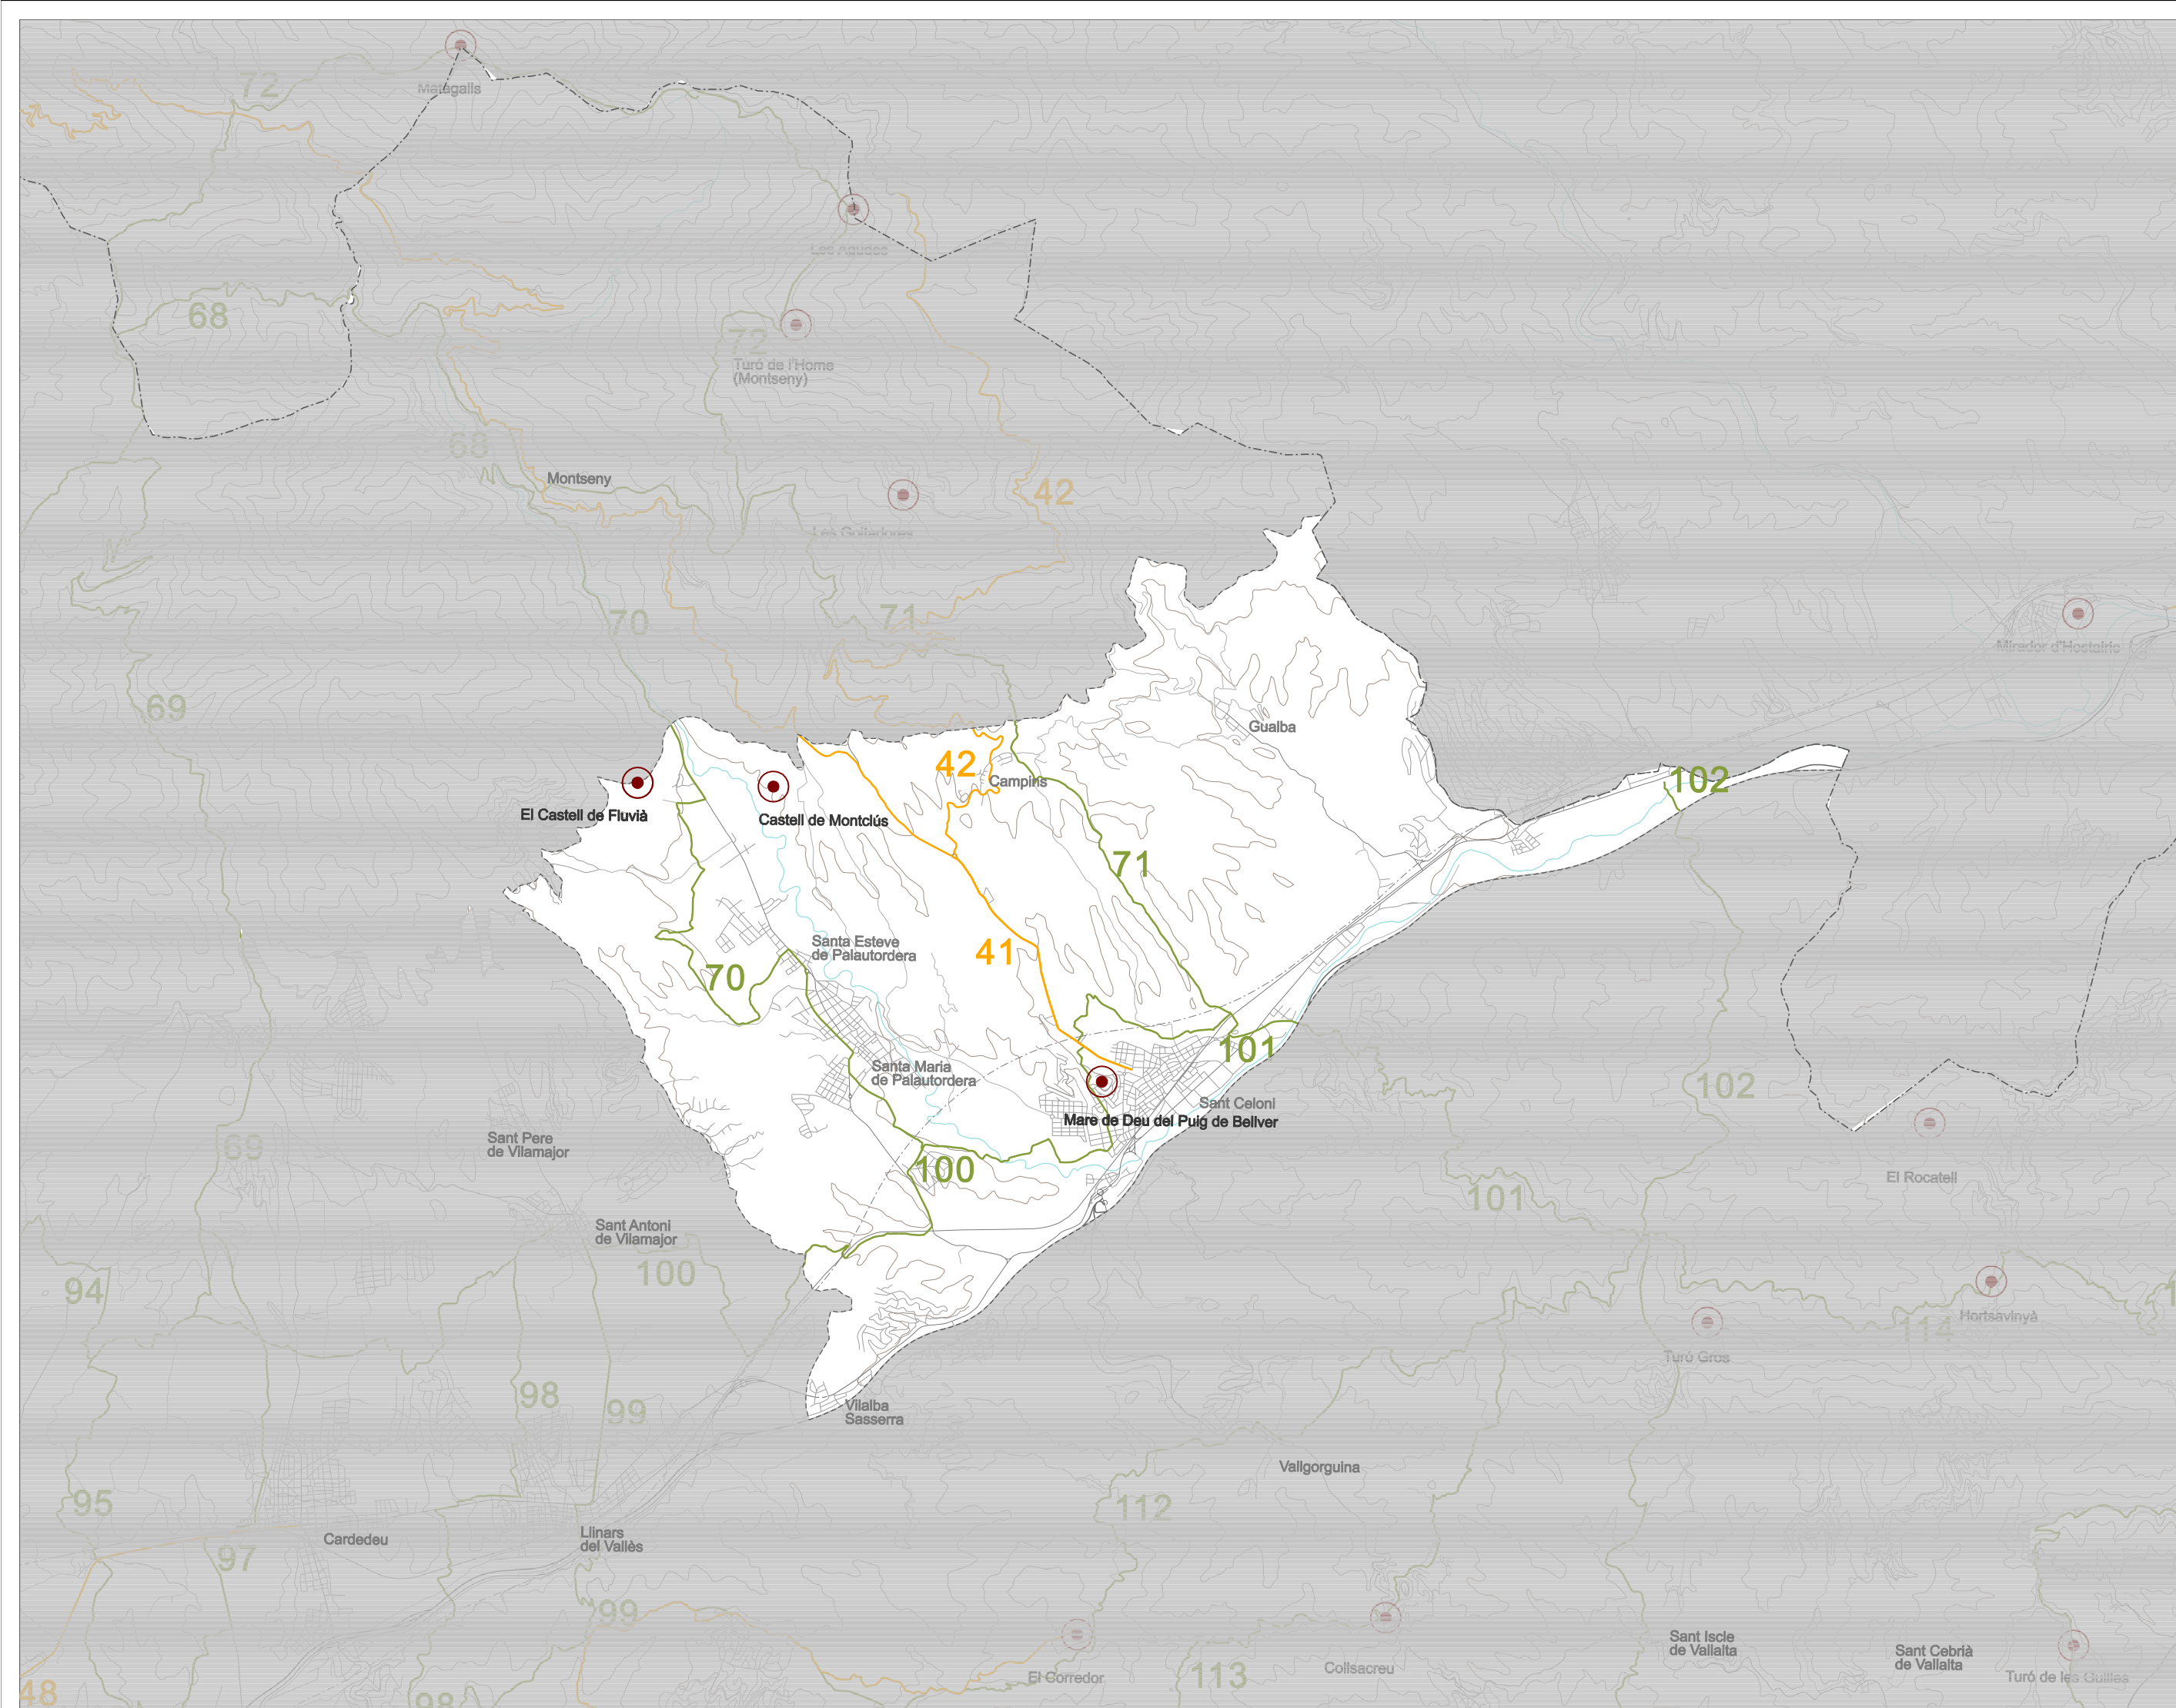 72
Matagalls
Les Agudes
68
72
Turó de l'Home
(Montseny)
68
Montseny
42
Les Goitadores
70
71
Mirador d'Hostalric
69
Gualba
42
Campins
102
El Castell de Fluvià
Castell de Montclús
71
Santa Esteve
de Palautordera
41
70
101
Santa Maria
de Palautordera
102
Sant Celoni
Mare de Deu del Puig de Bellver
Sant Pere
de Vilamajor
69
100
El Rocatell
101
Sant Antoni
de Vilamajor
100
94
Hortsavinyà
114
Turó Gros
98
99
Vilalba
Sasserra
Vallgorguina
95
112
Cardedeu
Llinars
del Vallès
97
99
Sant Iscle
de Vallalta
Sant Cebrià
de Vallalta
El Corredor
113
Collsacreu
Turó de les Guilles
48
98